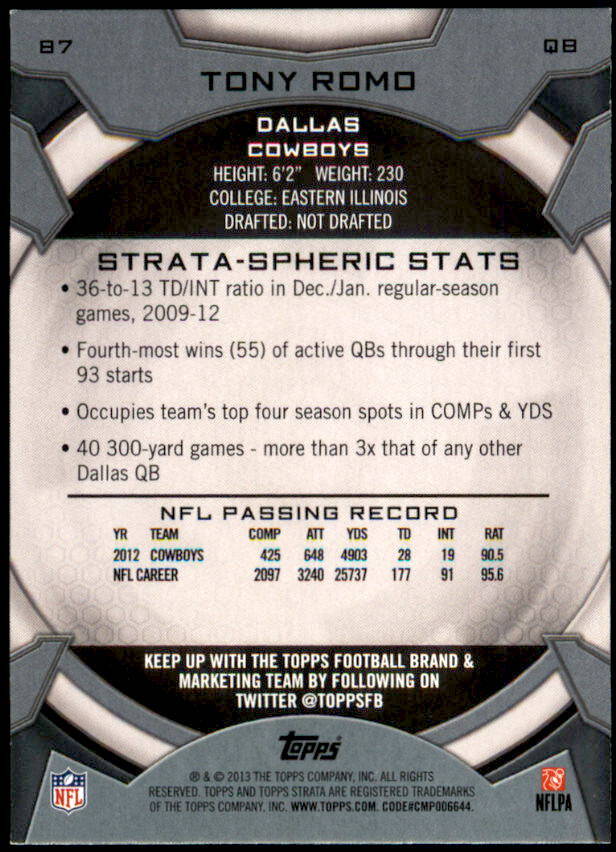 87 QB
TONY ROMO
DALLAS
COWBOYS
HEIGHT: 6'2" WEIGHT: 230
COLLEGE: EASTERN ILLINOIS
DRAFTED: NOT DRAFTED
STRATA-SPHERIC STATS
• 36-to-13 TD/INT ratio in Dec./Jan. regular-season
games, 2009-12
• Fourth-most wins (55) of active QBs through their first
93 starts
• Occupies team's top four season spots in COMPs & YDS
• 40 300-yard games - more than 3x that of any other
Dallas QB
NFL PASSING RECORD
YR TEAM COMP ATT YDS TD INT RAT
2012 COWBOYS 425 648 4903 28 19 90.5
NFL CAREER 2097 3240 25737 177 91 95.6
KEEP UP WITH THE TOPPS FOOTBALL BRAND &
MARKETING TEAM BY FOLLOWING ON
TWITTER @TOPPSFB
Topps
® & © 2013 THE TOPPS COMPANY, INC. ALL RIGHTS
RESERVED. TOPPS AND TOPPS STRATA ARE REGISTERED TRADEMARKS
OF THE TOPPS COMPANY, INC. WWW.TOPPS.COM. CODE#CMP006644.
NFL
NFLPA